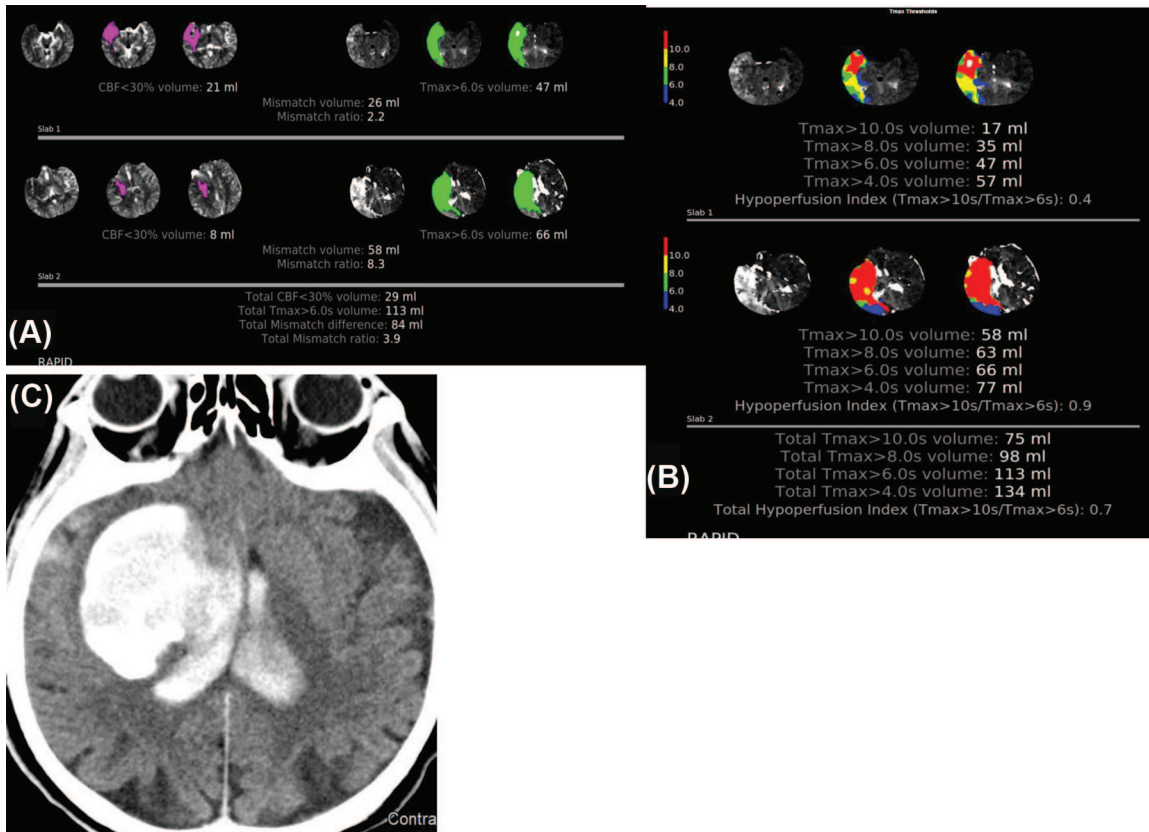 (A)
CBF<30% volume: 21 ml
Tmax>6.0s volume: 47 ml
Mismatch volume: 26 ml
Mismatch ratio: 2.2
Slab 1
CBF<30% volume: 8 ml
Tmax>6.0s volume: 66 ml
Mismatch volume: 58 ml
Mismatch ratio: 8.3
Slab 2
Total CBF<30% volume: 29 ml
Total Tmax>6.0s volume: 113 ml
Total Mismatch difference: 84 ml
Total Mismatch ratio: 3.9
RAPID
Tmax Thresholds
10.0
8.0
6.0
4.0
Tmax>10.0s volume: 17 ml
Tmax>8.0s volume: 35 ml
Tmax>6.0s volume: 47 ml
Tmax>4.0s volume: 57 ml
Hypoperfusion Index (Tmax>10s/Tmax>6s): 0.4
Slab 1
10.0
8.0
6.0
4.0
Tmax>10.0s volume: 58 ml
Tmax>8.0s volume: 63 ml
Tmax>6.0s volume: 66 ml
Tmax>4.0s volume: 77 ml
Hypoperfusion Index (Tmax>10s/Tmax>6s): 0.9
Slab 2
Total Tmax>10.0s volume: 75 ml
Total Tmax>8.0s volume: 98 ml
(B)
Total Tmax>6.0s volume: 113 ml
Total Tmax>4.0s volume: 134 ml
Total Hypoperfusion Index (Tmax>10s/Tmax>6s): 0.7
RAPID
(C)
Contra